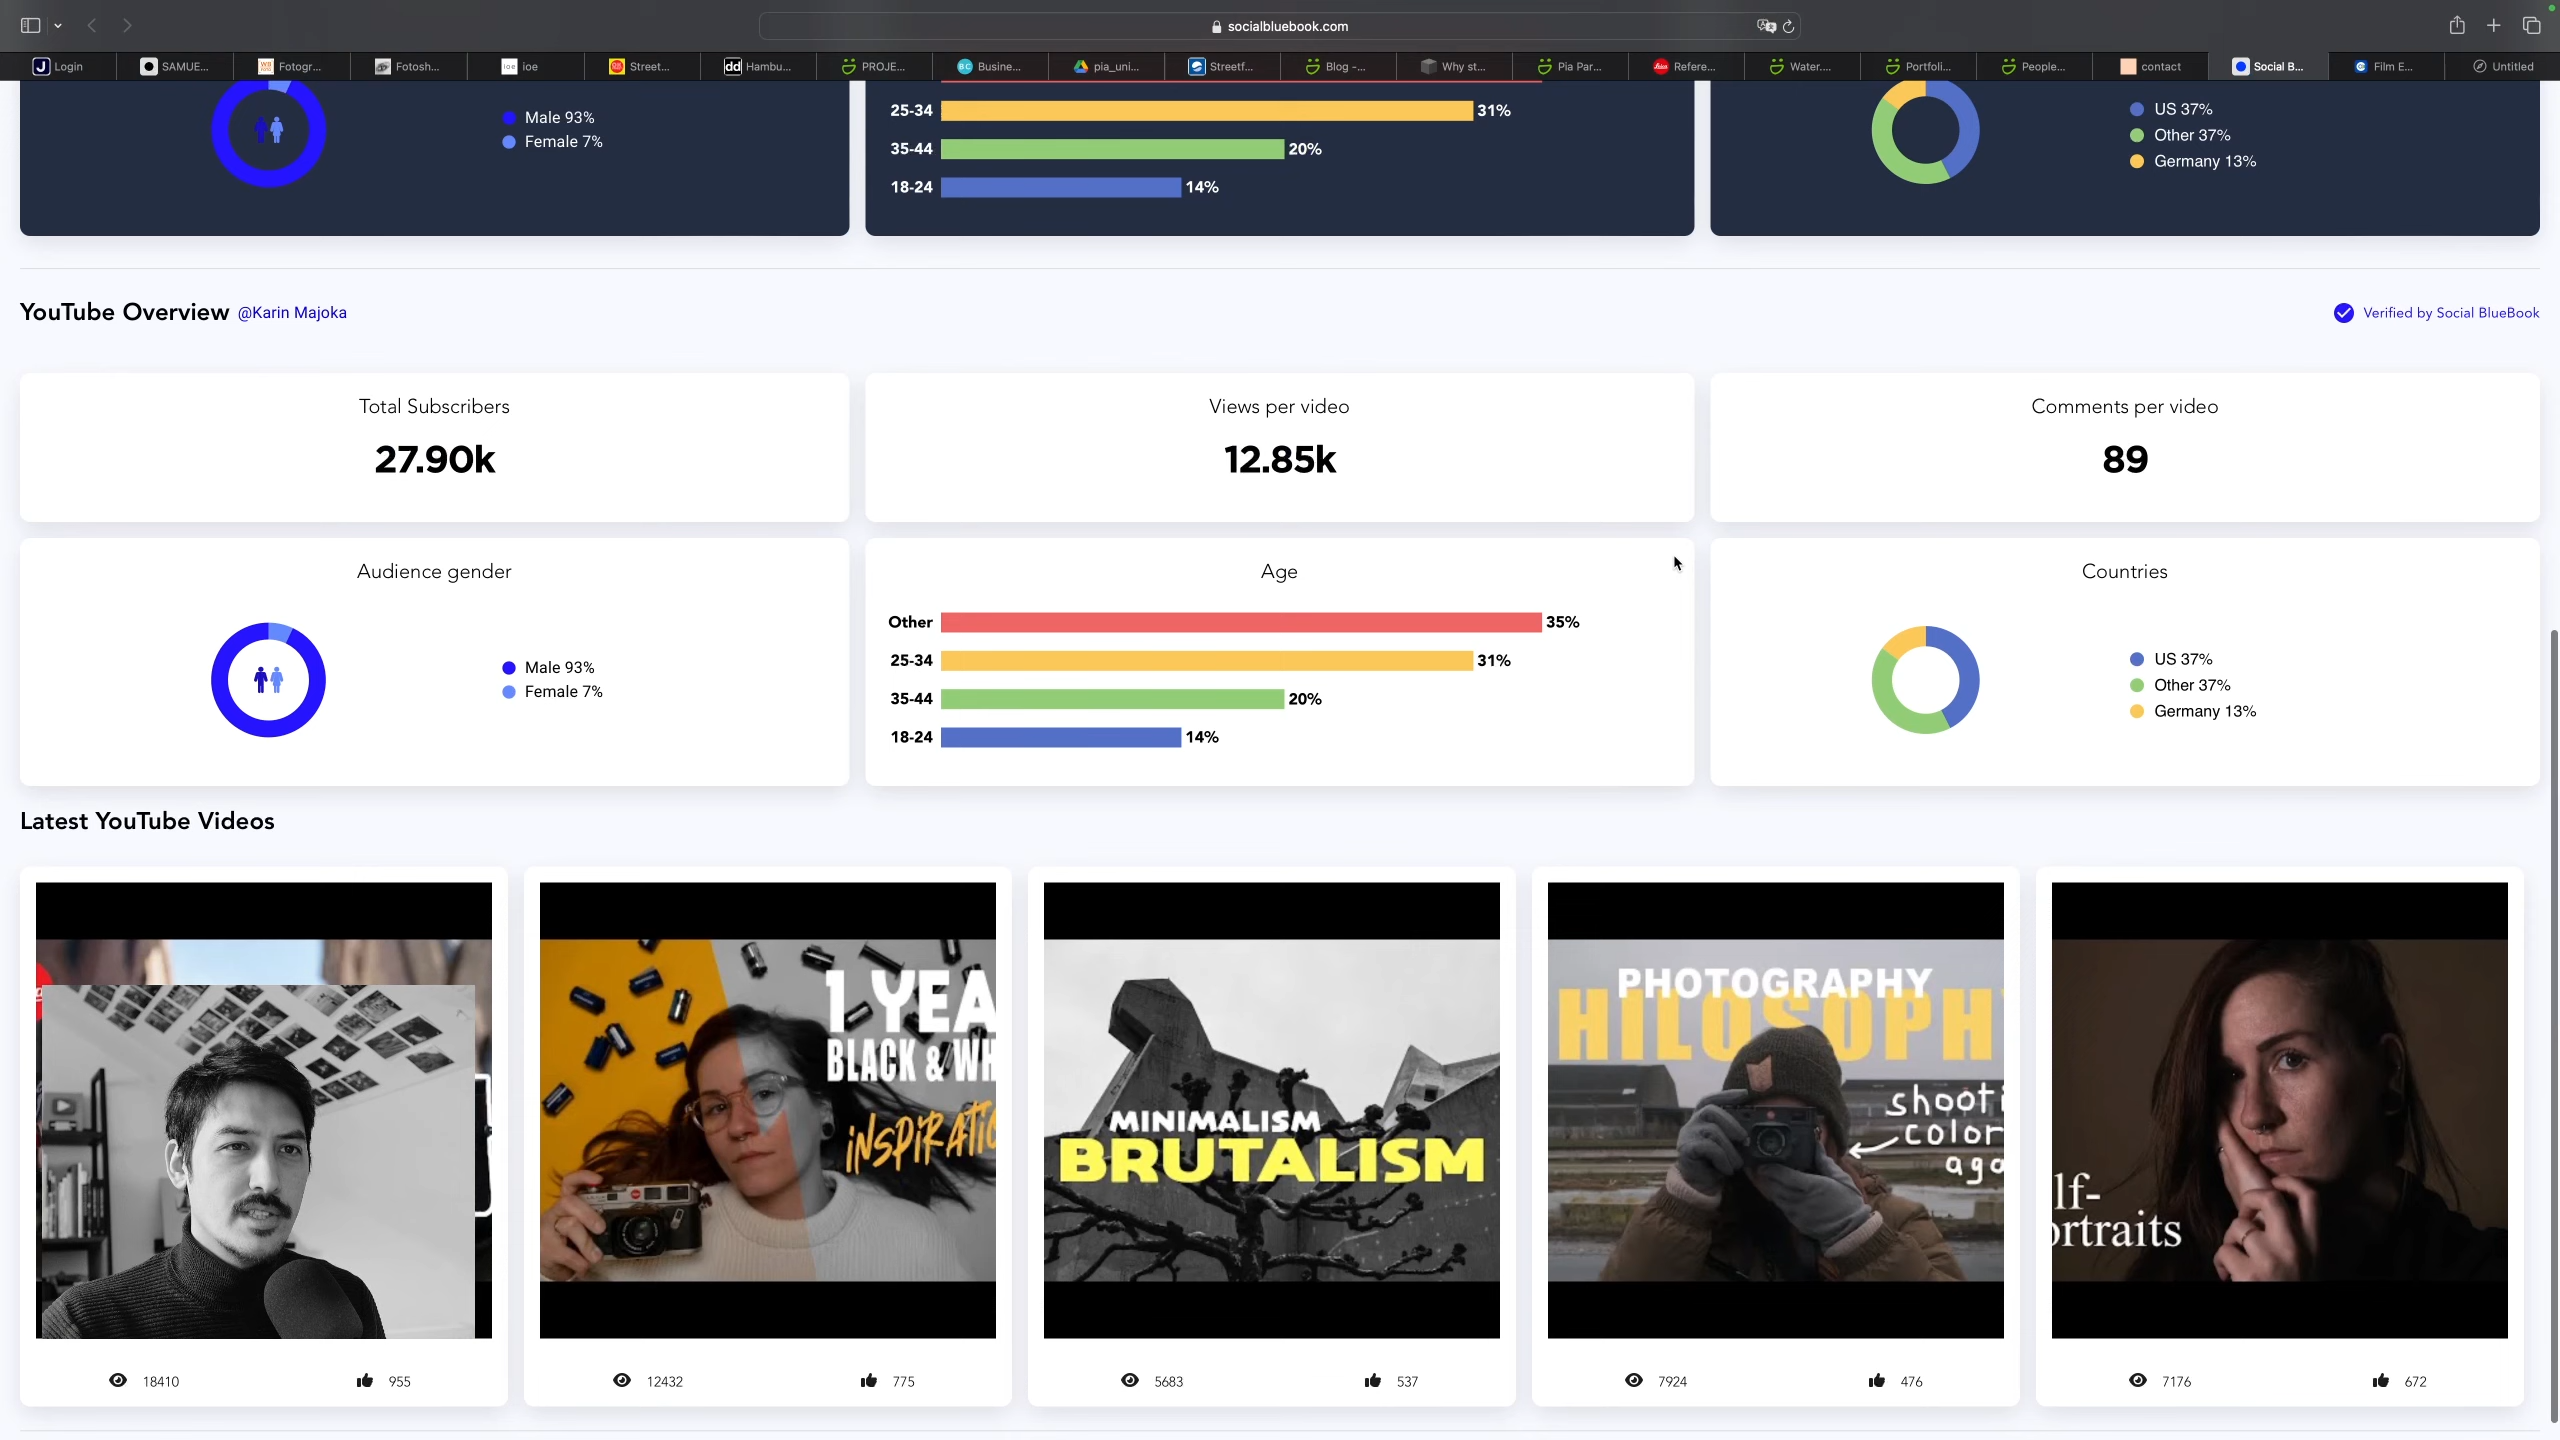 socialbluebook.com
Login
SAMUE...
Fotogr...
Fotosh...
ioe
Street...
Hambu...
PROJE...
Busine...
pia_uni...
Streetf...
Blog -...
Why st...
Pia Par...
Refere...
Water....
Portfoli...
People...
contact
Social B...
Film E...
Untitled
Male 93%
Female 7%
25-34 31%
35-44 20%
18-24 14%
US 37%
Other 37%
Germany 13%
YouTube Overview @Karin Majoka
Verified by Social BlueBook
Total Subscribers
27.90k
Views per video
12.85k
Comments per video
89
Audience gender
Male 93%
Female 7%
Age
Other 35%
25-34 31%
35-44 20%
18-24 14%
Countries
US 37%
Other 37%
Germany 13%
Latest YouTube Videos
1 YEA
BLACK & WH
INSPIRATIO
MINIMALISM
BRUTALISM
PHOTOGRAPHY
HILOSOPHY
shooti
color
aga
lf-
ortraits
18410 955
12432 775
5683 537
7924 476
7176 672